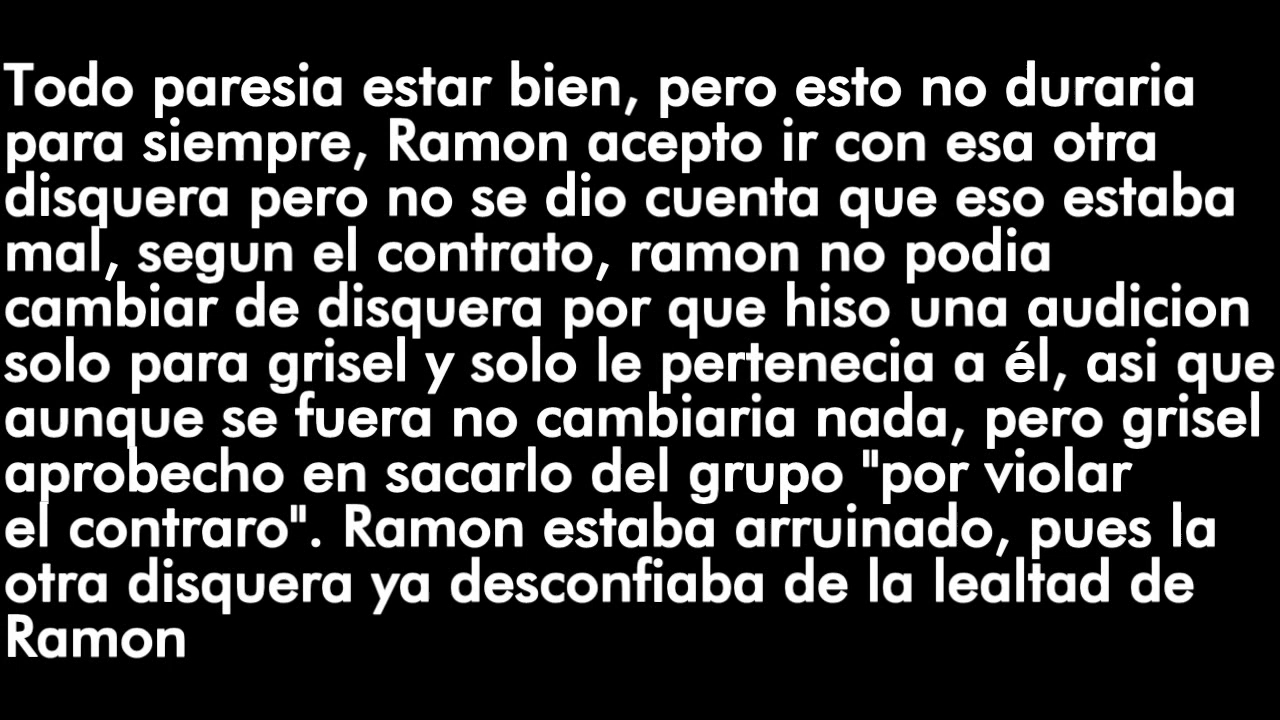 Todo paresia estar bien, pero esto no duraria
para siempre, Ramon acepto ir con esa otra
disquera pero no se dio cuenta que eso estaba
mal, segun el contrato, ramon no podia
cambiar de disquera por que hiso una audicion
solo para grisel y solo le pertenecia a él, asi que
aunque se fuera no cambiaria nada, pero grisel
aprobecho en sacarlo del grupo "por violar
el contraro". Ramon estaba arruinado, pues la
otra disquera ya desconfiaba de la lealtad de
Ramon